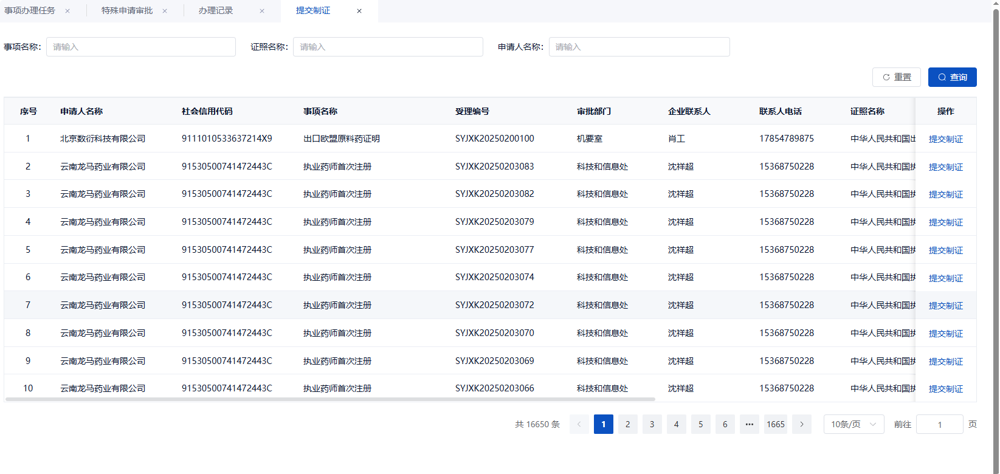 事项办理任务 × 特殊申请审批 × 办理记录 × 提交制证 ×
事项名称: 请输入 证照名称: 请输入 申请人名称: 请输入
重置 查询
序号 申请人名称 社会信用代码 事项名称 受理编号 审批部门 企业联系人 联系人电话 证照名称 操作
1 北京数衍科技有限公司 9111010533637214X9 出口欧盟原料药证明 SYJXK20250200100 机要室 肖工 17854789875 中华人民共和国出 提交制证
2 云南龙马药业有限公司 91530500741472443C 执业药师首次注册 SYJXK20250203083 科技和信息处 沈祥超 15368750228 中华人民共和国执 提交制证
3 云南龙马药业有限公司 91530500741472443C 执业药师首次注册 SYJXK20250203082 科技和信息处 沈祥超 15368750228 中华人民共和国执 提交制证
4 云南龙马药业有限公司 91530500741472443C 执业药师首次注册 SYJXK20250203079 科技和信息处 沈祥超 15368750228 中华人民共和国执 提交制证
5 云南龙马药业有限公司 91530500741472443C 执业药师首次注册 SYJXK20250203077 科技和信息处 沈祥超 15368750228 中华人民共和国执 提交制证
6 云南龙马药业有限公司 91530500741472443C 执业药师首次注册 SYJXK20250203074 科技和信息处 沈祥超 15368750228 中华人民共和国执 提交制证
7 云南龙马药业有限公司 91530500741472443C 执业药师首次注册 SYJXK20250203072 科技和信息处 沈祥超 15368750228 中华人民共和国执 提交制证
8 云南龙马药业有限公司 91530500741472443C 执业药师首次注册 SYJXK20250203070 科技和信息处 沈祥超 15368750228 中华人民共和国执 提交制证
9 云南龙马药业有限公司 91530500741472443C 执业药师首次注册 SYJXK20250203069 科技和信息处 沈祥超 15368750228 中华人民共和国执 提交制证
10 云南龙马药业有限公司 91530500741472443C 执业药师首次注册 SYJXK20250203066 科技和信息处 沈祥超 15368750228 中华人民共和国执 提交制证
共 16650 条 < 1 2 3 4 5 6 ••• 1665 > 10条/页 前往 1 页